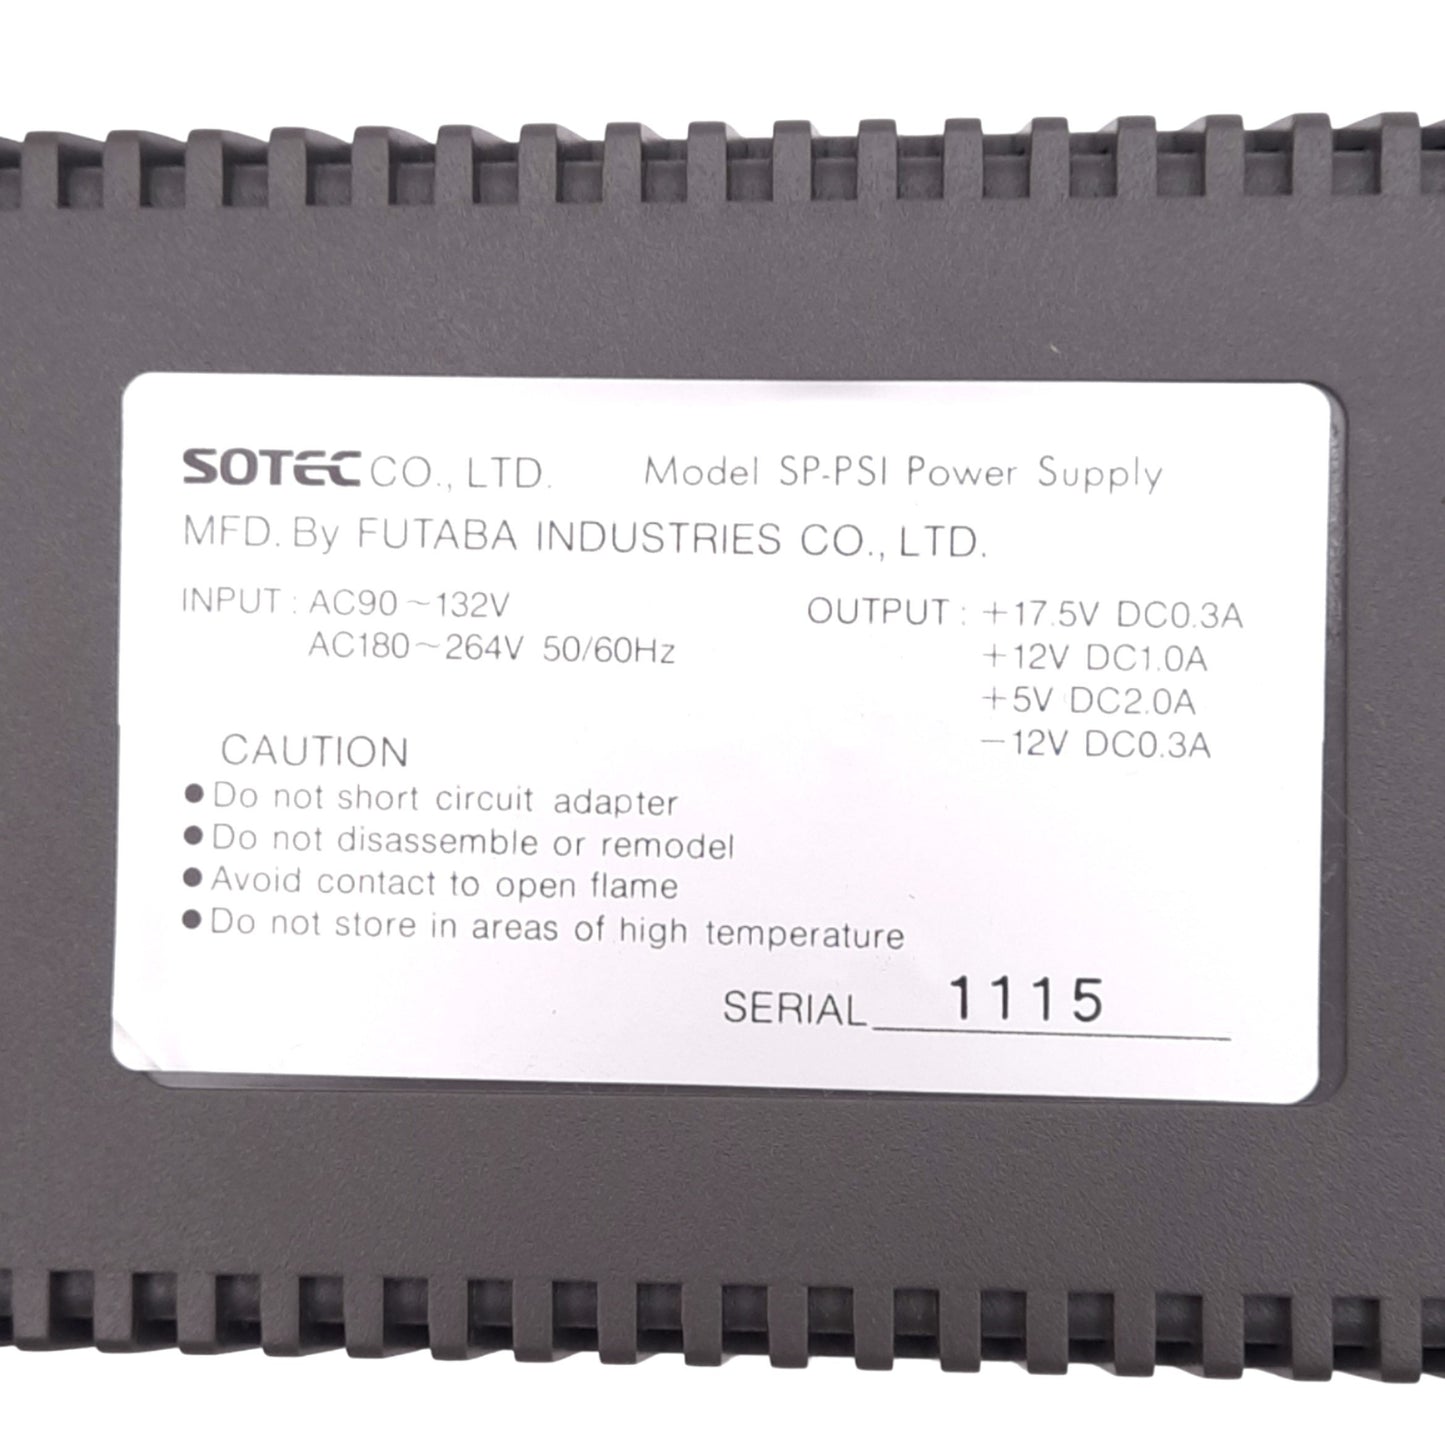 SOTEC CO., LTD. Model SP-PSI Power Supply
MFD. By FUTABA INDUSTRIES CO., LTD.
INPUT : AC90~132V
AC180~264V 50/60Hz
OUTPUT : +17.5V DC0.3A
+12V DC1.0A
+5V DC2.0A
−12V DC0.3A
CAUTION
●Do not short circuit adapter
●Do not disassemble or remodel
●Avoid contact to open flame
●Do not store in areas of high temperature
SERIAL 1115